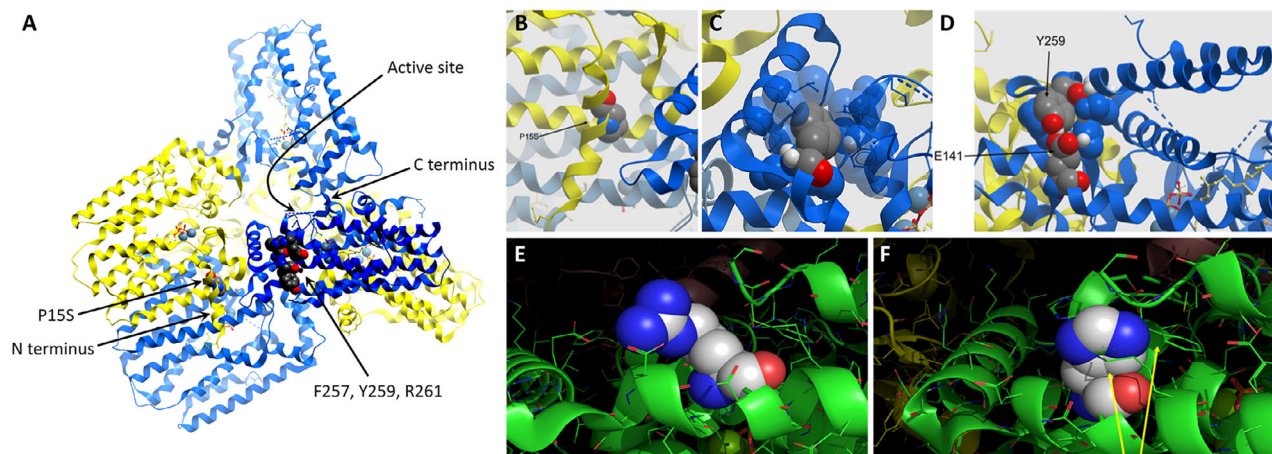 A
Active site
C terminus
P15S
N terminus
F257, Y259, R261
B
P15S
C
D
Y259
E141
E
F